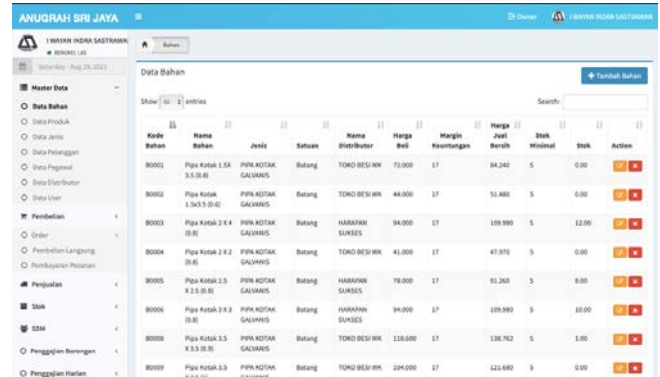 ANUGRAH SRI JAYA
Owner
I WAYAN INDRA SASTRAWAN
I WAYAN INDRA SASTRAWAN
BENGKEL LAS
Saturday - Aug 28, 2021
Master Data
Data Bahan
Data Produk
Data Jenis
Data Pelanggan
Data Pegawai
Data Distributor
Data User
Pembelian
Order
Pembelian Langsung
Pembayaran Pesanan
Penjualan
Stok
SDM
Penggajian Borongan
Penggajian Harian
Bahan
Data Bahan
Tambah Bahan
Show 10 entries
Search:
Kode Bahan Nama Bahan Jenis Satuan Nama Distributor Harga Beli Margin Keuntungan Harga Jual Bersih Stok Minimal Stok Action
B0001 Pipa Kotak 1.5X 3.5 (0.8) PIPA KOTAK GALVANIS Batang TOKO BESI WK 72.000 17 84.240 5 0.00
B0002 Pipa Kotak 1.5x3.5 (0.6) PIPA KOTAK GALVANIS Batang TOKO BESI WK 44.000 17 51.480 5 0.00
B0003 Pipa Kotak 2 X 4 (0.8) PIPA KOTAK GALVANIS Batang HARAPAN SUKSES 94.000 17 109.980 5 12.00
B0004 Pipa Kotak 2 X 2 (0.8) PIPA KOTAK GALVANIS Batang TOKO BESI WK 41.000 17 47.970 5 0.00
B0005 Pipa Kotak 2.5 X 2.5 (0.8) PIPA KOTAK GALVANIS Batang HARAPAN SUKSES 78.000 17 91.260 5 8.00
B0006 Pipa Kotak 3 X 3 (0.8) PIPA KOTAK GALVANIS Batang HARAPAN SUKSES 94.000 17 109.980 5 10.00
B0008 Pipa Kotak 3.5 X 3.5 (0.9) PIPA KOTAK GALVANIS Batang TOKO BESI WK 118.600 17 138.762 5 1.00
B0009 Pipa Kotak 3.5 PIPA KOTAK GALVANIS Batang TOKO BESI WK 104.000 17 121.680 5 0.00